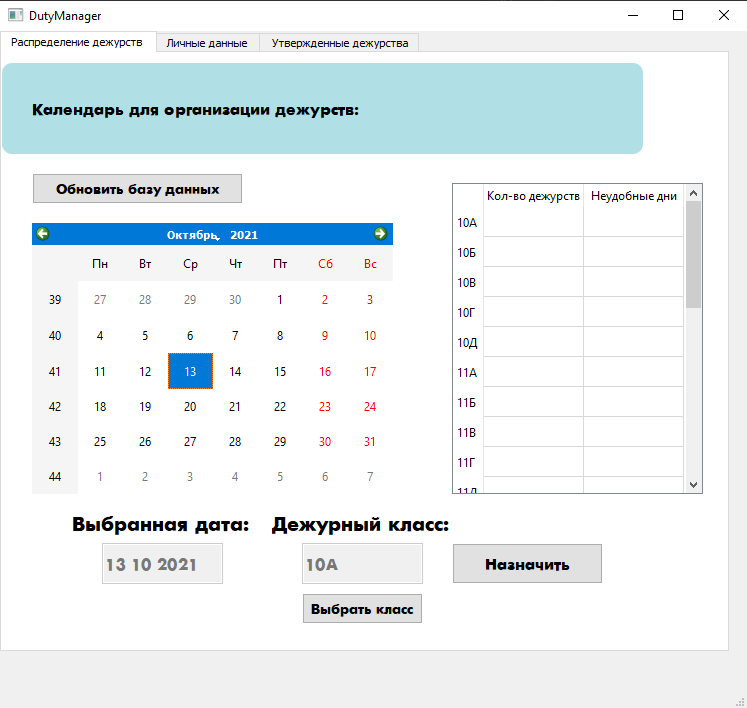 DutyManager
Распределение дежурств Личные данные Утвержденные дежурства
Календарь для организации дежурств:
Обновить базу данных
Октябрь, 2021
Пн Вт Ср Чт Пт Сб Вс
39 27 28 29 30 1 2 3
40 4 5 6 7 8 9 10
41 11 12 13 14 15 16 17
42 18 19 20 21 22 23 24
43 25 26 27 28 29 30 31
44 1 2 3 4 5 6 7
Кол-во дежурств Неудобные дни
10А
10Б
10В
10Г
10Д
11А
11Б
11В
11Г
11Д
Выбранная дата: Дежурный класс:
13 10 2021 10А Назначить
Выбрать класс